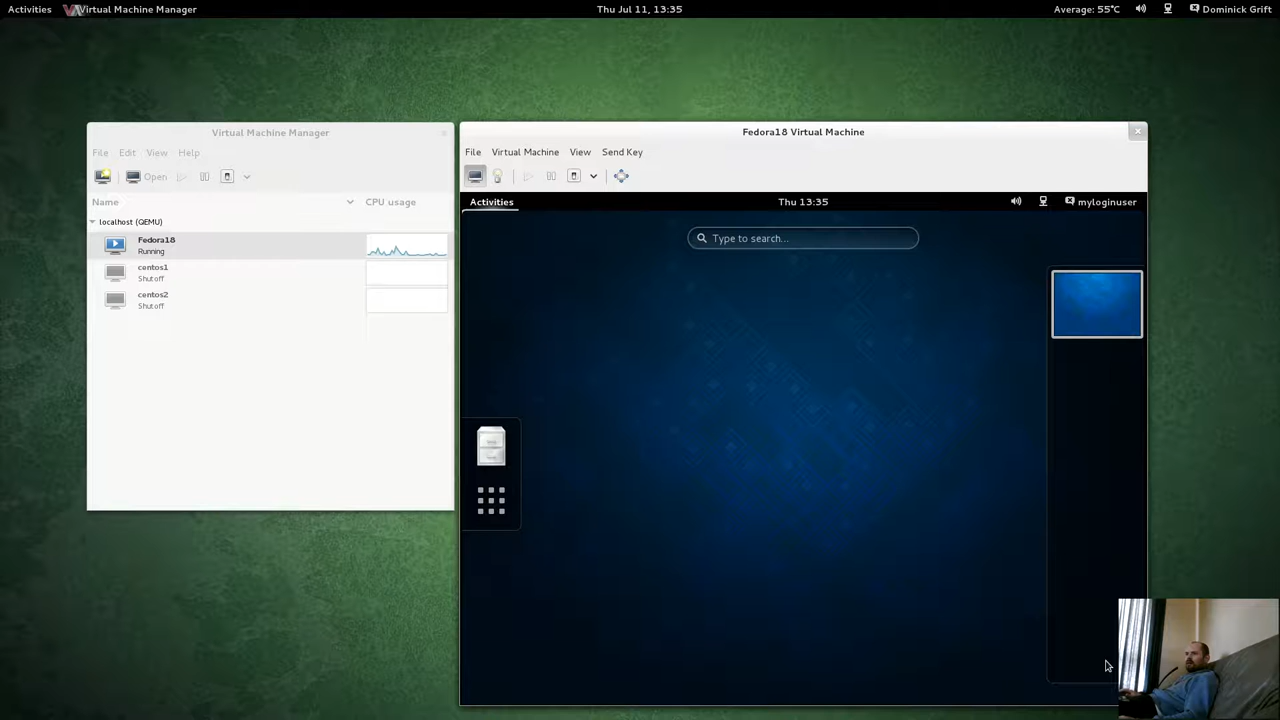 Activities Virtual Machine Manager Thu Jul 11, 13:35 Average: 55°C Dominick Grift
Virtual Machine Manager
File Edit View Help
Open
Name CPU usage
localhost (QEMU)
Fedora18
Running
centos1
Shutoff
centos2
Shutoff
Fedora18 Virtual Machine
File Virtual Machine View Send Key
Activities Thu 13:35 myloginuser
Type to search...